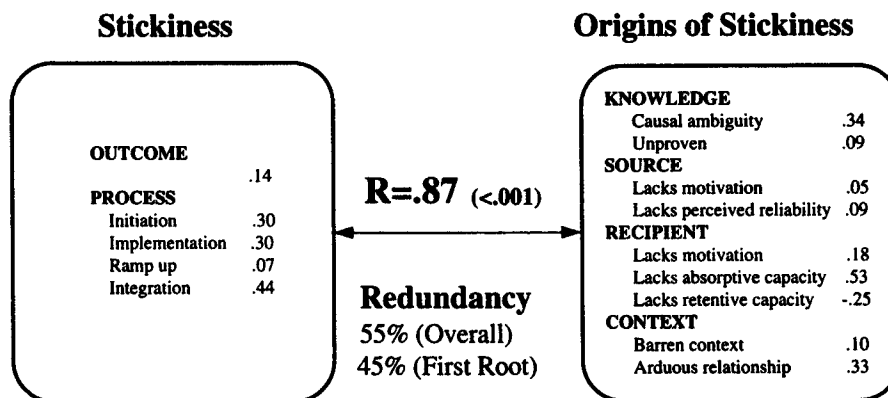 Stickiness
OUTCOME
.14
PROCESS
Initiation .30
Implementation .30
Ramp up .07
Integration .44
R=.87 (<.001)
Redundancy
55% (Overall)
45% (First Root)
Origins of Stickiness
KNOWLEDGE
Causal ambiguity .34
Unproven .09
SOURCE
Lacks motivation .05
Lacks perceived reliability .09
RECIPIENT
Lacks motivation .18
Lacks absorptive capacity .53
Lacks retentive capacity -.25
CONTEXT
Barren context .10
Arduous relationship .33